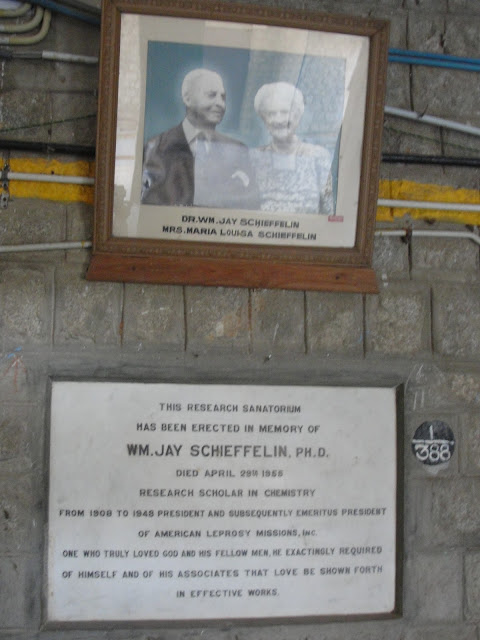 DR.WM.JAY SCHIEFFELIN
MRS.MARIA LOUISA SCHIEFFELIN
THIS RESEARCH SANATORIUM
HAS BEEN ERECTED IN MEMORY OF
WM.JAY SCHIEFFELIN, PH.D.
DIED APRIL 29TH 1955
RESEARCH SCHOLAR IN CHEMISTRY
FROM 1908 TO 1948 PRESIDENT AND SUBSEQUENTLY EMERITUS PRESIDENT
OF AMERICAN LEPROSY MISSIONS, INC.
ONE WHO TRULY LOVED GOD AND HIS FELLOW MEN, HE EXACTINGLY REQUIRED
OF HIMSELF AND OF HIS ASSOCIATES THAT LOVE BE SHOWN FORTH
IN EFFECTIVE WORKS.
1
388